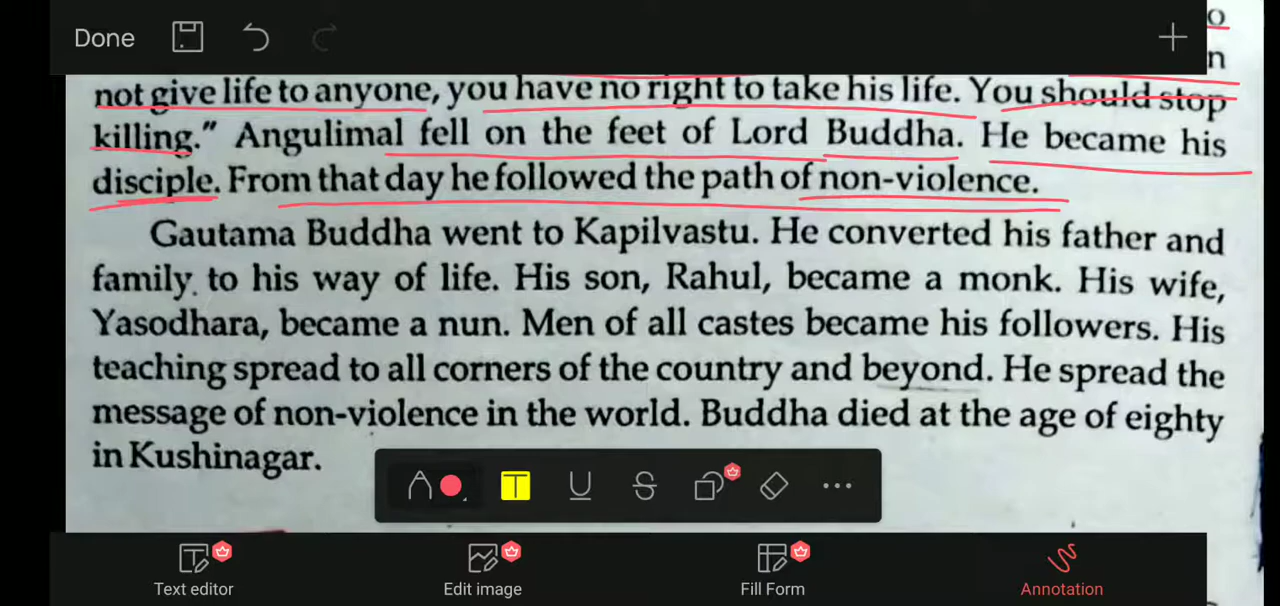 Done
o
n
not give life to anyone, you have no right to take his life. You should stop
killing." Angulimal fell on the feet of Lord Buddha. He became his
disciple. From that day he followed the path of non-violence.
Gautama Buddha went to Kapilvastu. He converted his father and
family to his way of life. His son, Rahul, became a monk. His wife,
Yasodhara, became a nun. Men of all castes became his followers. His
teaching spread to all corners of the country and beyond. He spread the
message of non-violence in the world. Buddha died at the age of eighty
in Kushinagar.
Text editor Edit image Fill Form Annotation